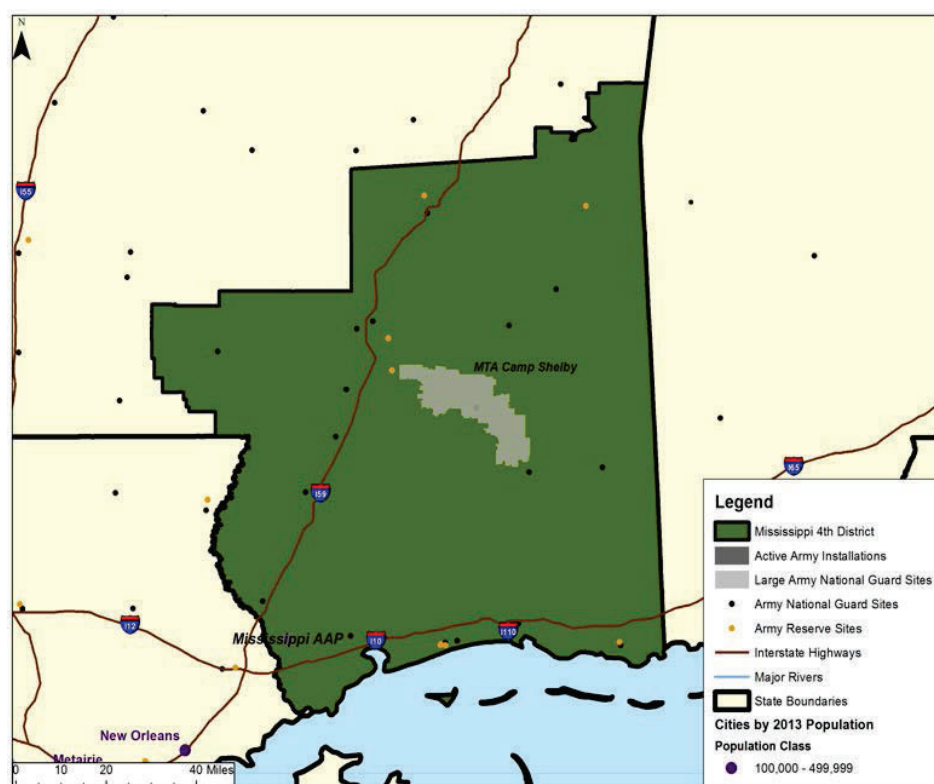 N
I55
MTA Camp Shelby
I65
I59
I12
Mississippi AAP
I10
I110
New Orleans
Metairie
0 10 20 40 Miles
Legend
Mississippi 4th District
Active Army Installations
Large Army National Guard Sites
Army National Guard Sites
Army Reserve Sites
Interstate Highways
Major Rivers
State Boundaries
Cities by 2013 Population
Population Class
100,000 - 499,999